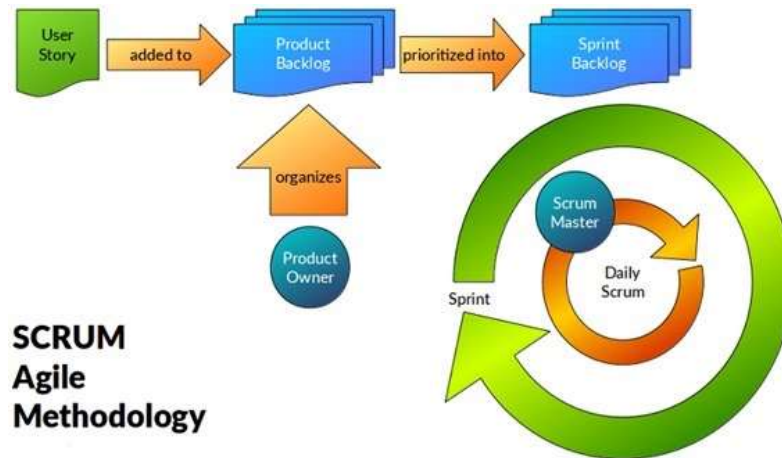 User
Story
added to
Product
Backlog
prioritized into
Sprint
Backlog
organizes
Product
Owner
Scrum
Master
Daily
Scrum
Sprint
SCRUM
Agile
Methodology